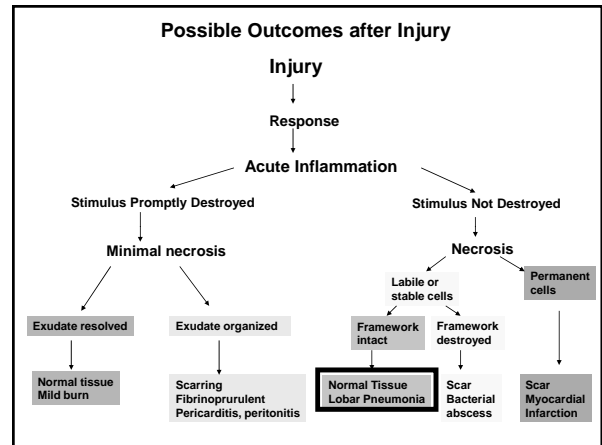 Possible Outcomes after Injury
Injury
Response
Acute Inflammation
Stimulus Promptly Destroyed
Stimulus Not Destroyed
Minimal necrosis
Necrosis
Labile or
stable cells
Permanent
cells
Exudate resolved
Exudate organized
Framework
intact
Framework
destroyed
Normal tissue
Mild burn
Scarring
Fibrinoprurulent
Pericarditis, peritonitis
Normal Tissue
Lobar Pneumonia
Scar
Bacterial
abscess
Scar
Myocardial
Infarction